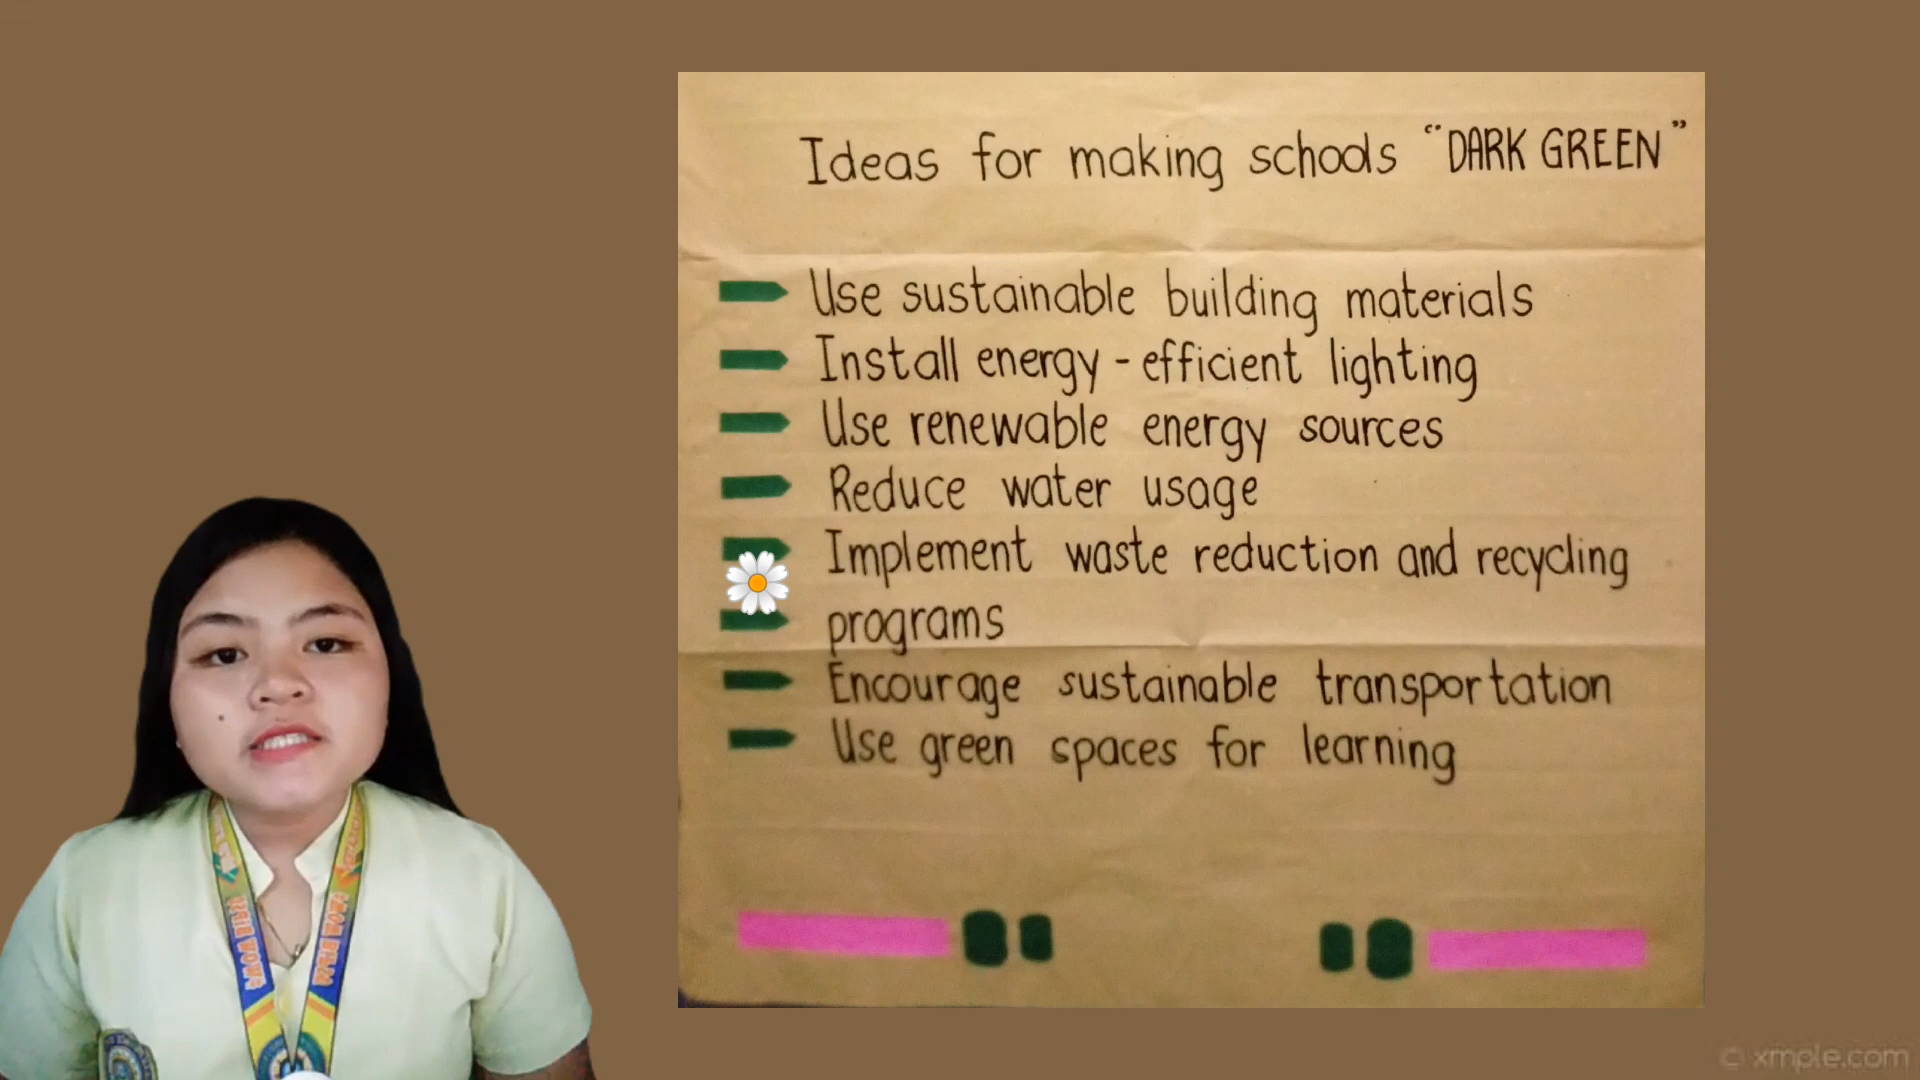 Ideas for making schools "DARK GREEN"
Use sustainable building materials
Install energy-efficient lighting
Use renewable energy sources
Reduce water usage
Implement waste reduction and recycling
programs
Encourage sustainable transportation
Use green spaces for learning
© xmple.com